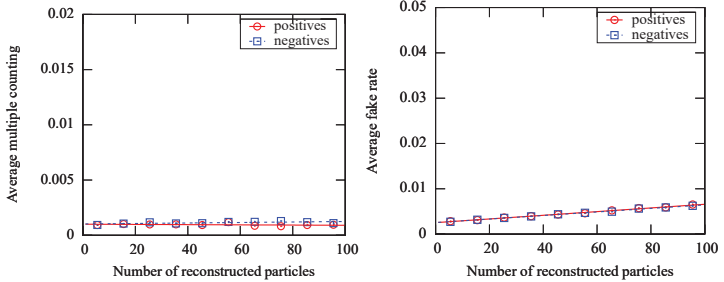 0.02
0.015
0.01
0.005
0
0 20 40 60 80 100
Average multiple counting
Number of reconstructed particles
positives
negatives
0.05
0.04
0.03
0.02
0.01
0
0 20 40 60 80 100
Average fake rate
Number of reconstructed particles
positives
negatives